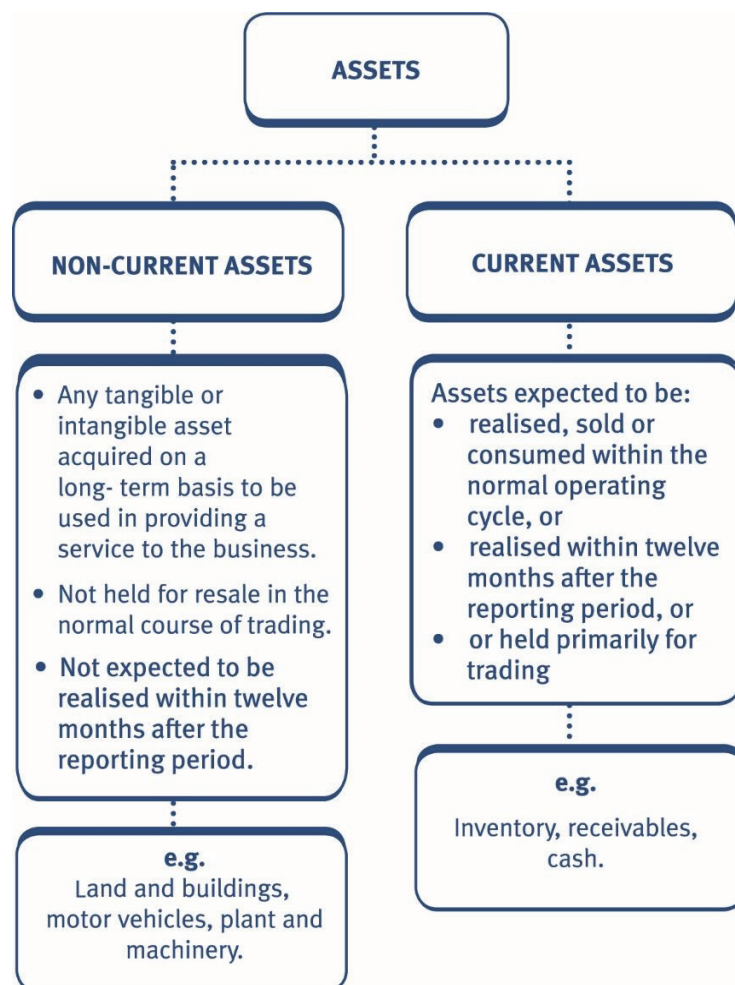 ASSETS
NON-CURRENT ASSETS
• Any tangible or
intangible asset
acquired on a
long- term basis to be
used in providing a
service to the business.
• Not held for resale in the
normal course of trading.
• Not expected to be
realised within twelve
months after the
reporting period.
e.g.
Land and buildings,
motor vehicles, plant and
machinery.
CURRENT ASSETS
Assets expected to be:
• realised, sold or
consumed within the
normal operating
cycle, or
• realised within twelve
months after the
reporting period, or
• or held primarily for
trading
e.g.
Inventory, receivables,
cash.